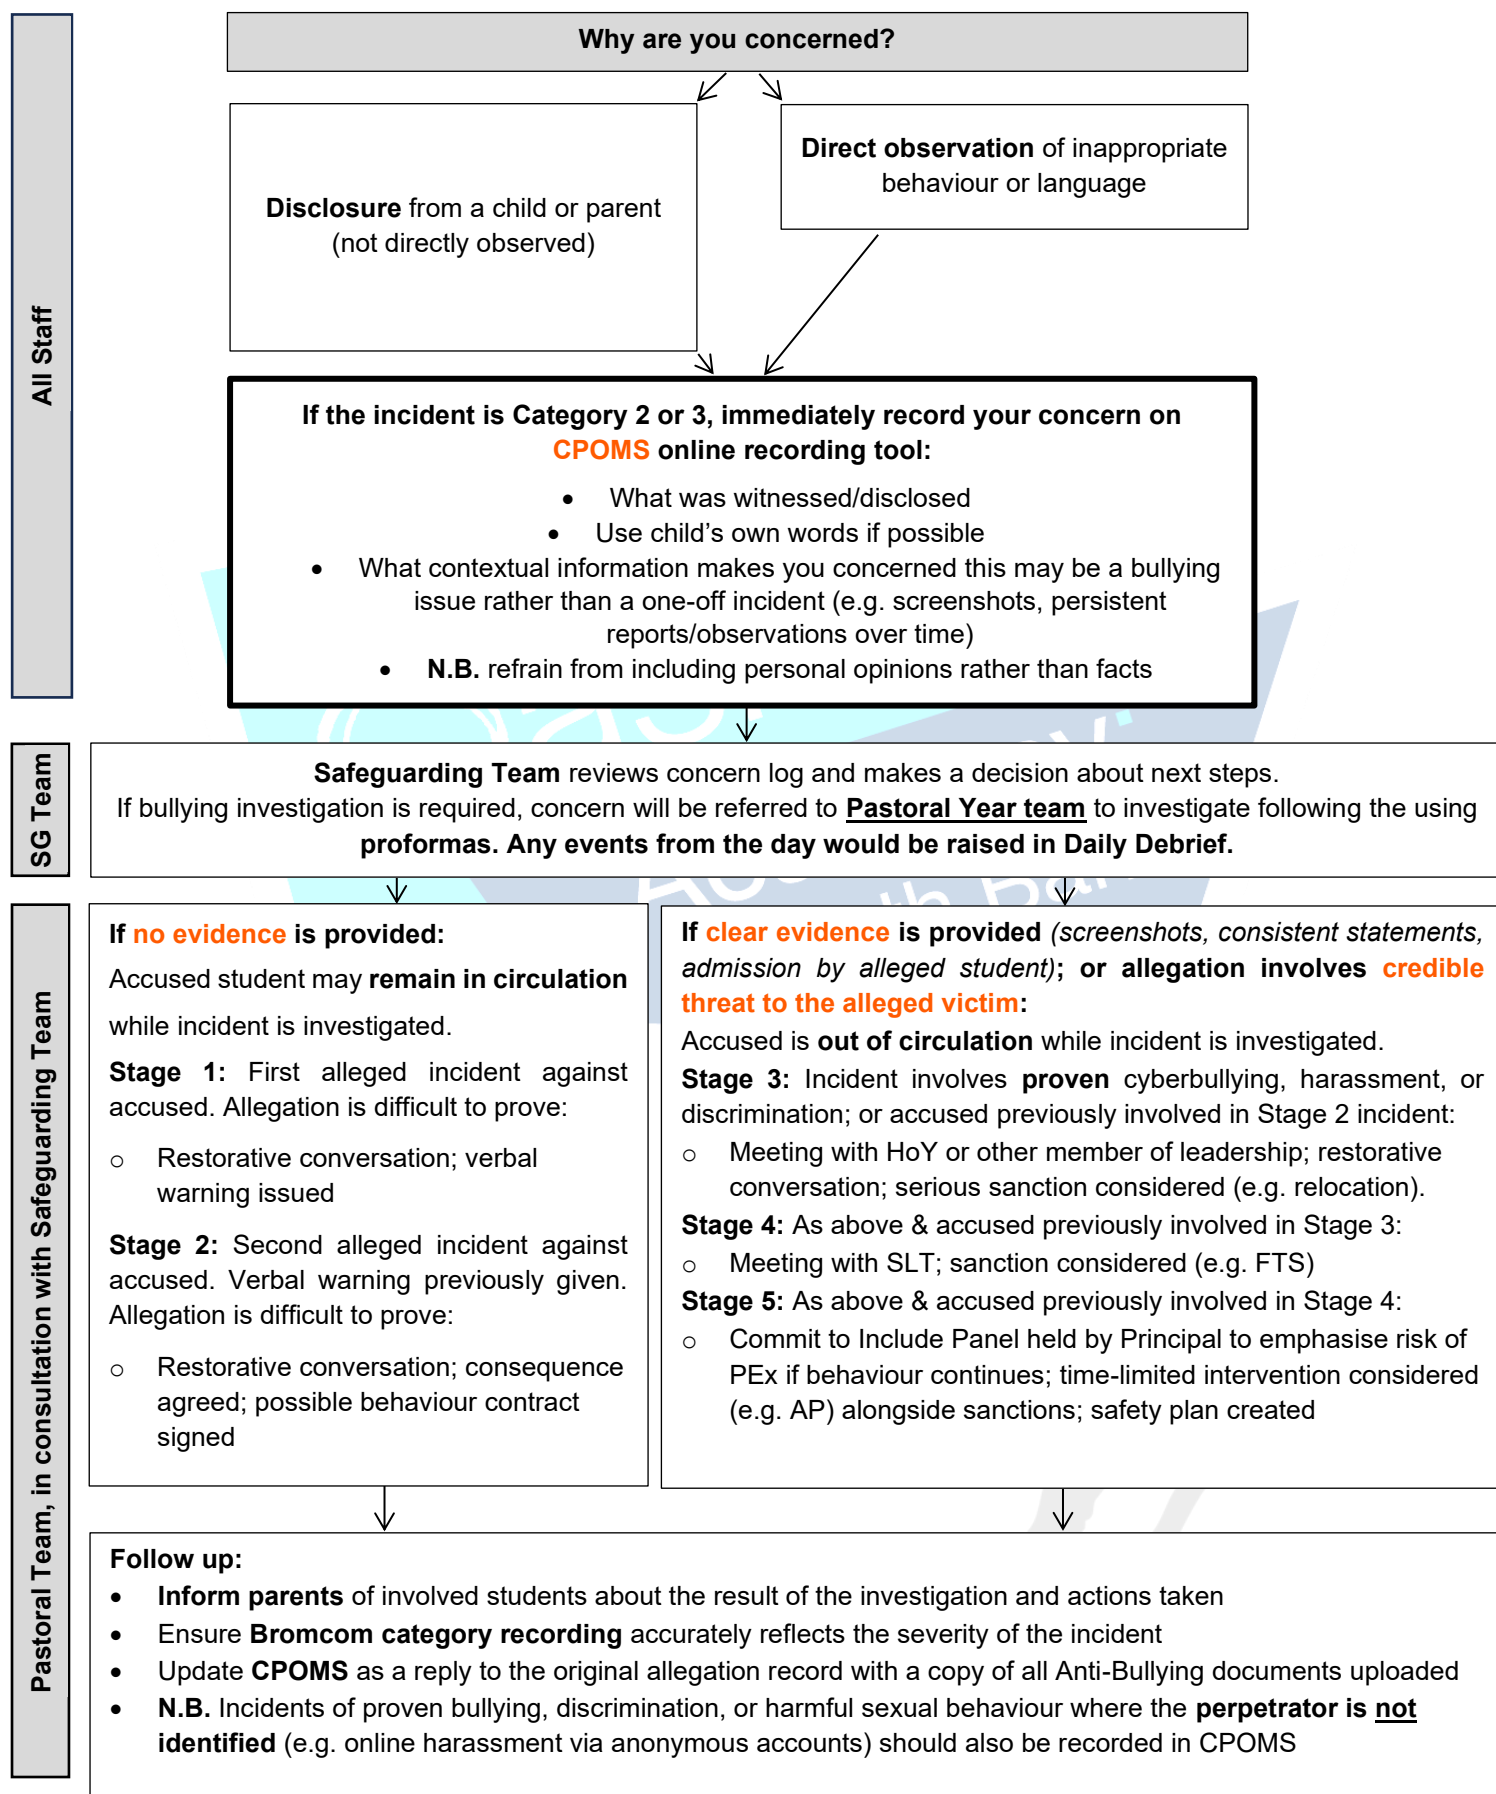 Why are you concerned?
Disclosure from a child or parent
(not directly observed)
Direct observation of inappropriate
behaviour or language
All Staff
If the incident is Category 2 or 3, immediately record your concern on
CPOMS online recording tool:
• What was witnessed/disclosed
• Use child's own words if possible
• What contextual information makes you concerned this may be a bullying
issue rather than a one-off incident (e.g. screenshots, persistent
reports/observations over time)
• N.B. refrain from including personal opinions rather than facts
SG Team
Safeguarding Team reviews concern log and makes a decision about next steps.
If bullying investigation is required, concern will be referred to Pastoral Year team to investigate following the using
proformas. Any events from the day would be raised in Daily Debrief.
Pastoral Team, in consultation with Safeguarding Team
If no evidence is provided:
Accused student may remain in circulation
while incident is investigated.
Stage 1: First alleged incident against
accused. Allegation is difficult to prove:
o Restorative conversation; verbal
warning issued
Stage 2: Second alleged incident against
accused. Verbal warning previously given.
Allegation is difficult to prove:
o Restorative conversation; consequence
agreed; possible behaviour contract
signed
If clear evidence is provided (screenshots, consistent statements,
admission by alleged student); or allegation involves credible
threat to the alleged victim:
Accused is out of circulation while incident is investigated.
Stage 3: Incident involves proven cyberbullying, harassment, or
discrimination; or accused previously involved in Stage 2 incident:
o Meeting with HoY or other member of leadership; restorative
conversation; serious sanction considered (e.g. relocation).
Stage 4: As above & accused previously involved in Stage 3:
o Meeting with SLT; sanction considered (e.g. FTS)
Stage 5: As above & accused previously involved in Stage 4:
o Commit to Include Panel held by Principal to emphasise risk of
PEx if behaviour continues; time-limited intervention considered
(e.g. AP) alongside sanctions; safety plan created
Follow up:
• Inform parents of involved students about the result of the investigation and actions taken
• Ensure Bromcom category recording accurately reflects the severity of the incident
• Update CPOMS as a reply to the original allegation record with a copy of all Anti-Bullying documents uploaded
• N.B. Incidents of proven bullying, discrimination, or harmful sexual behaviour where the perpetrator is not
identified (e.g. online harassment via anonymous accounts) should also be recorded in CPOMS